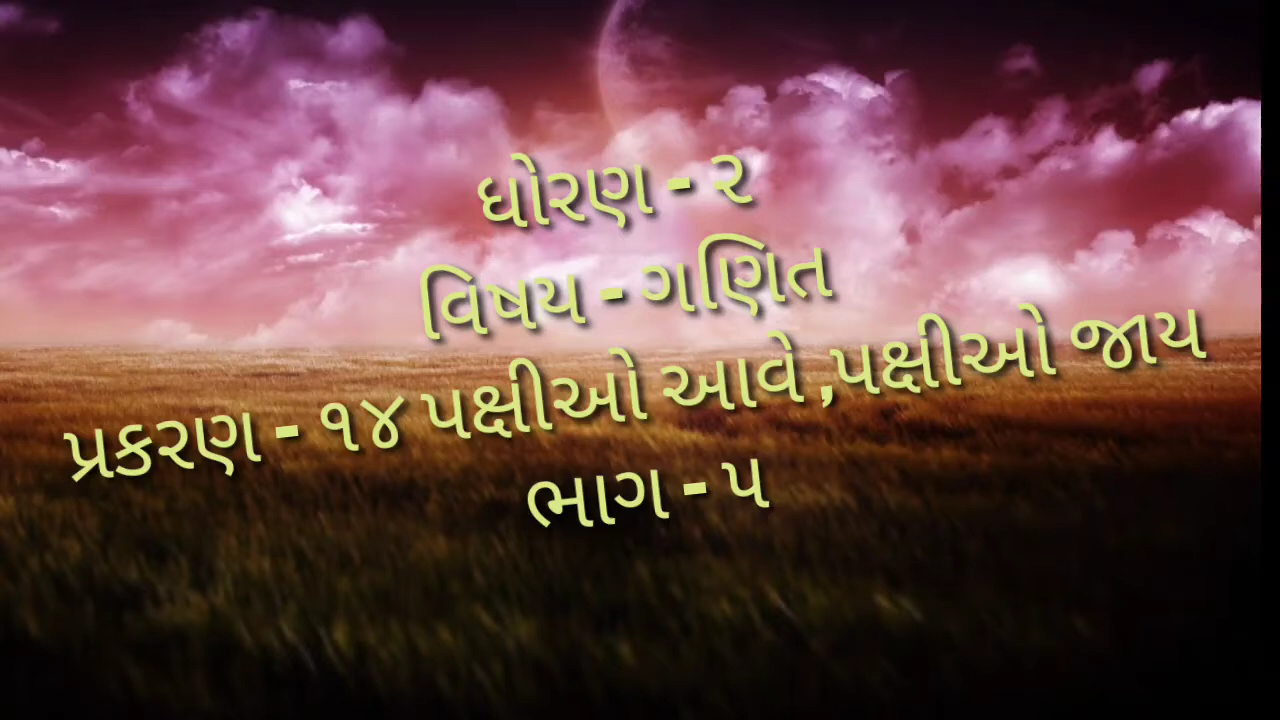 ધોરણ - ૨
વિષય - ગણિત
પ્રકરણ - ૧૪ પક્ષીઓ આવે ,પક્ષીઓ જાય
ભાગ - ૫